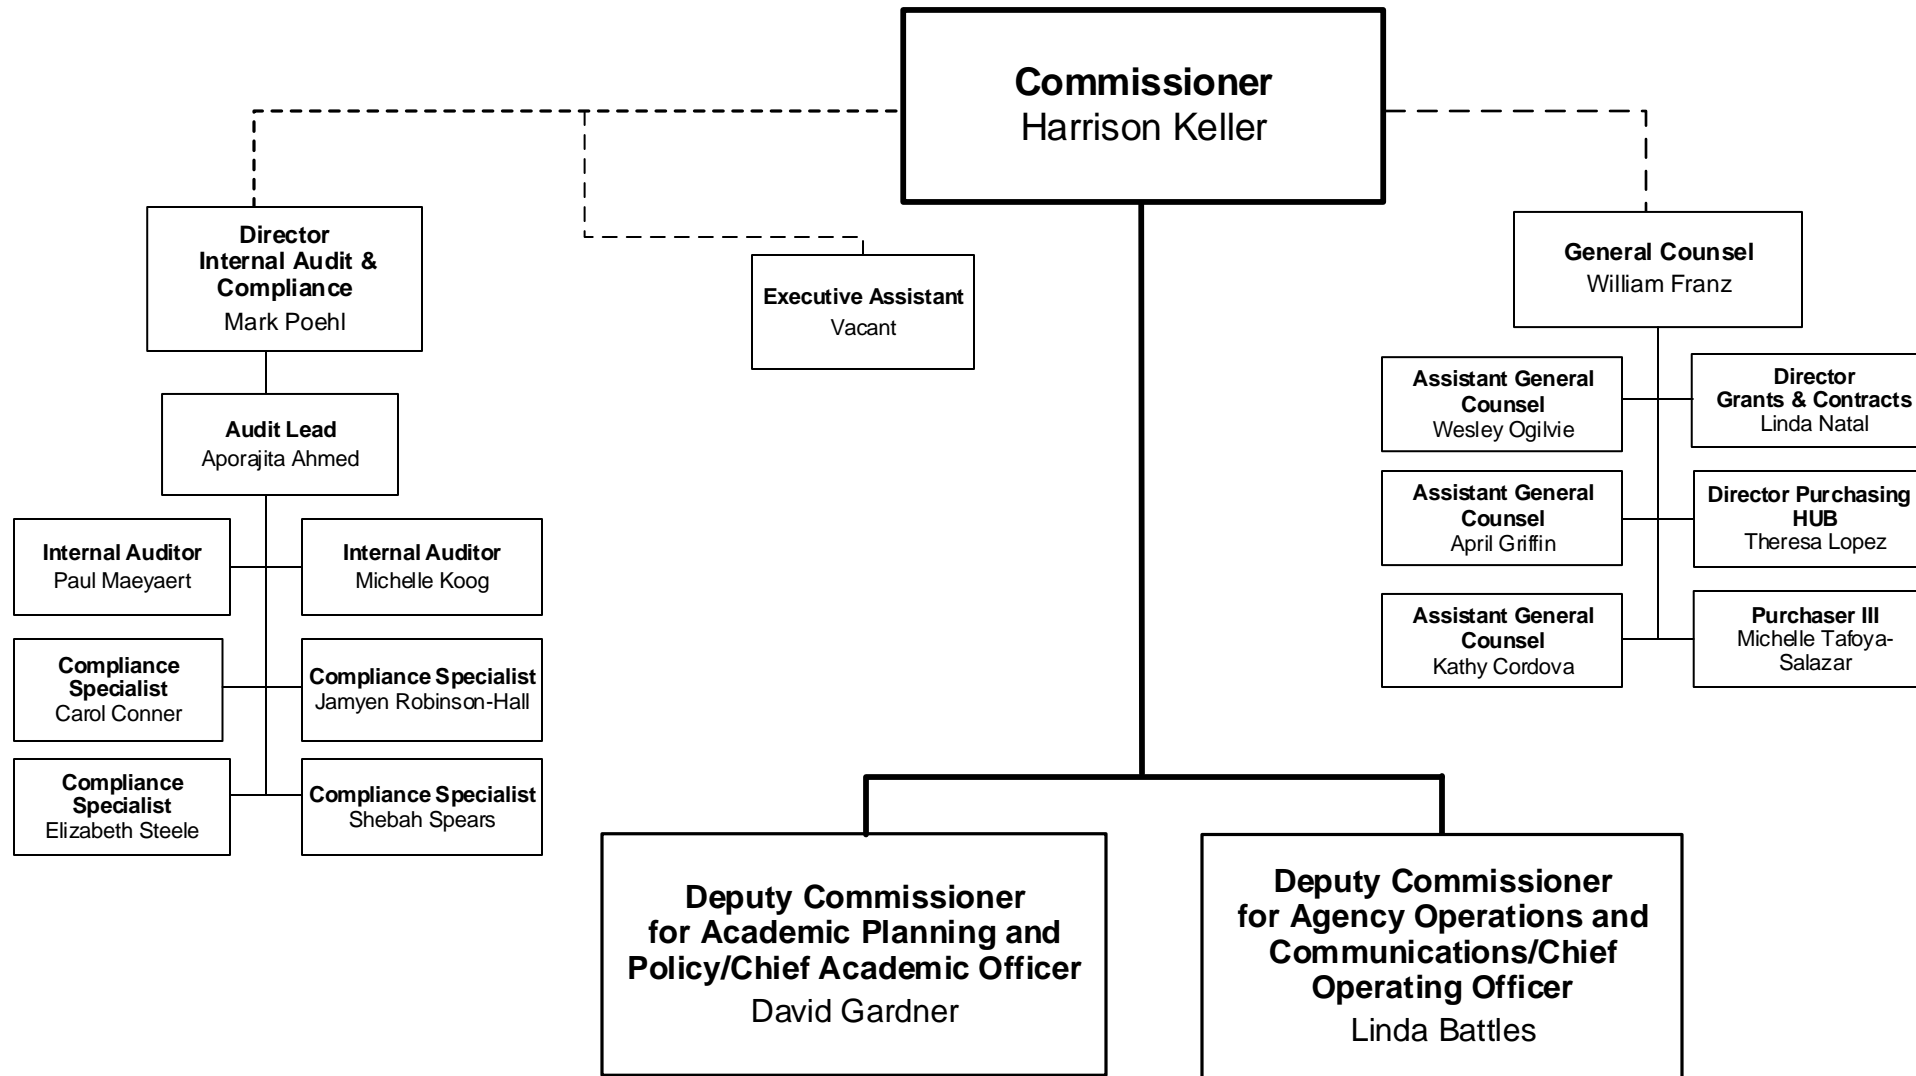 Commissioner
Harrison Keller
Director
Internal Audit &
Compliance
Mark Poehl
Executive Assistant
Vacant
General Counsel
William Franz
Audit Lead
Aporajita Ahmed
Internal Auditor
Paul Maeyaert
Internal Auditor
Michelle Koog
Compliance
Specialist
Carol Conner
Compliance Specialist
Jamyen Robinson-Hall
Compliance
Specialist
Elizabeth Steele
Compliance Specialist
Shebah Spears
Assistant General
Counsel
Wesley Ogilvie
Director
Grants & Contracts
Linda Natal
Assistant General
Counsel
April Griffin
Director Purchasing
HUB
Theresa Lopez
Assistant General
Counsel
Kathy Cordova
Purchaser III
Michelle Tafoya-
Salazar
Deputy Commissioner
for Academic Planning and
Policy/Chief Academic Officer
David Gardner
Deputy Commissioner
for Agency Operations and
Communications/Chief
Operating Officer
Linda Battles